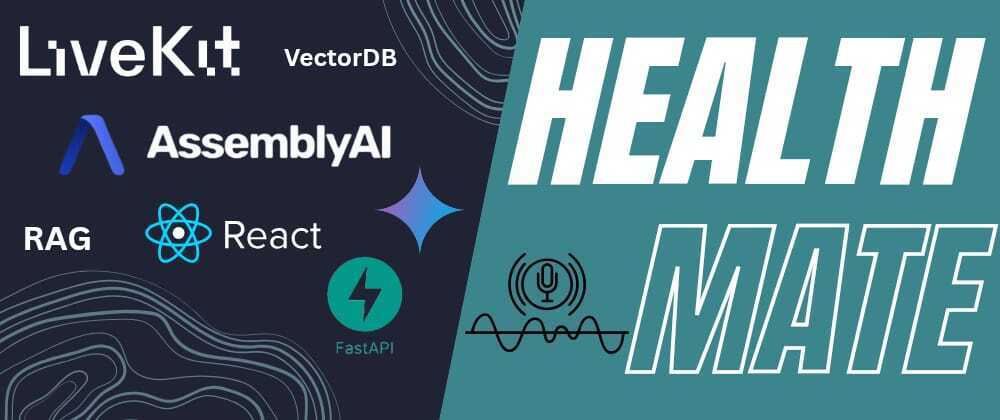 LiveKit
VectorDB
AssemblyAI
RAG
React
FastAPI
HEALTH
MATE